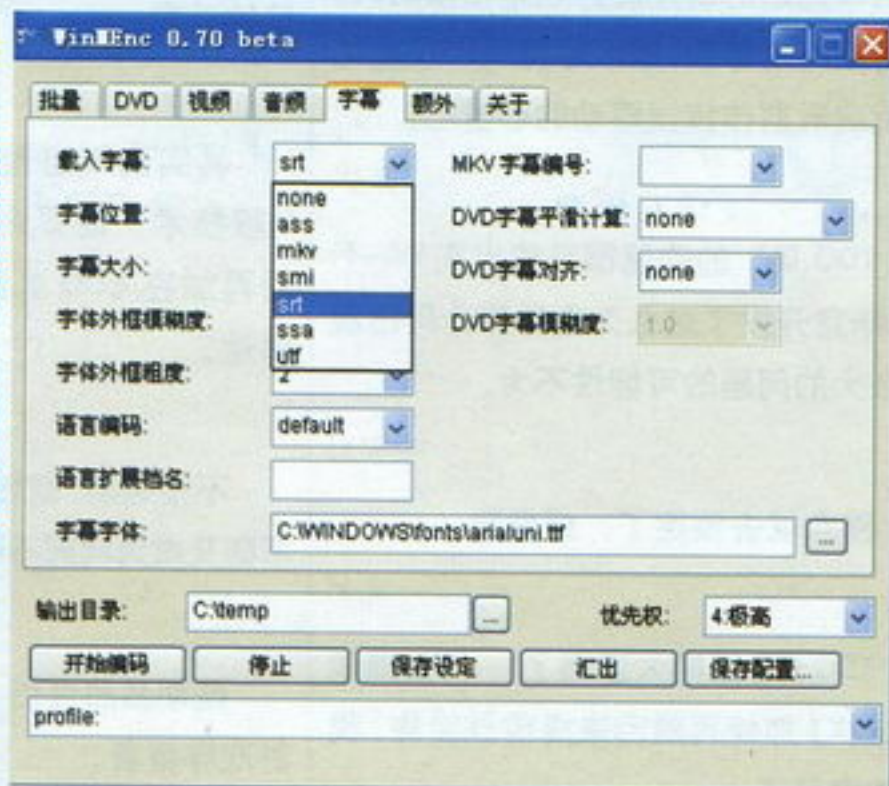 WinMEnc 0.70 beta
批量 DVD 视频 音频 字幕 额外 关于
载入字幕: srt MKV 字幕编号:
none
ass
mkv
smi
srt
ssa
utf
字幕位置: DVD字幕平滑计算: none
字幕大小: DVD字幕对齐: none
字体外框模糊度: DVD字幕模糊度: 1.0
字体外框粗度: 2
语言编码: default
语言扩展档名:
字幕字体: C:\WINDOWS\fonts\arialuni.ttf ...
输出目录: C:\temp ... 优先权: 4:极高
开始编码 停止 保存设定 汇出 保存配置...
profile: